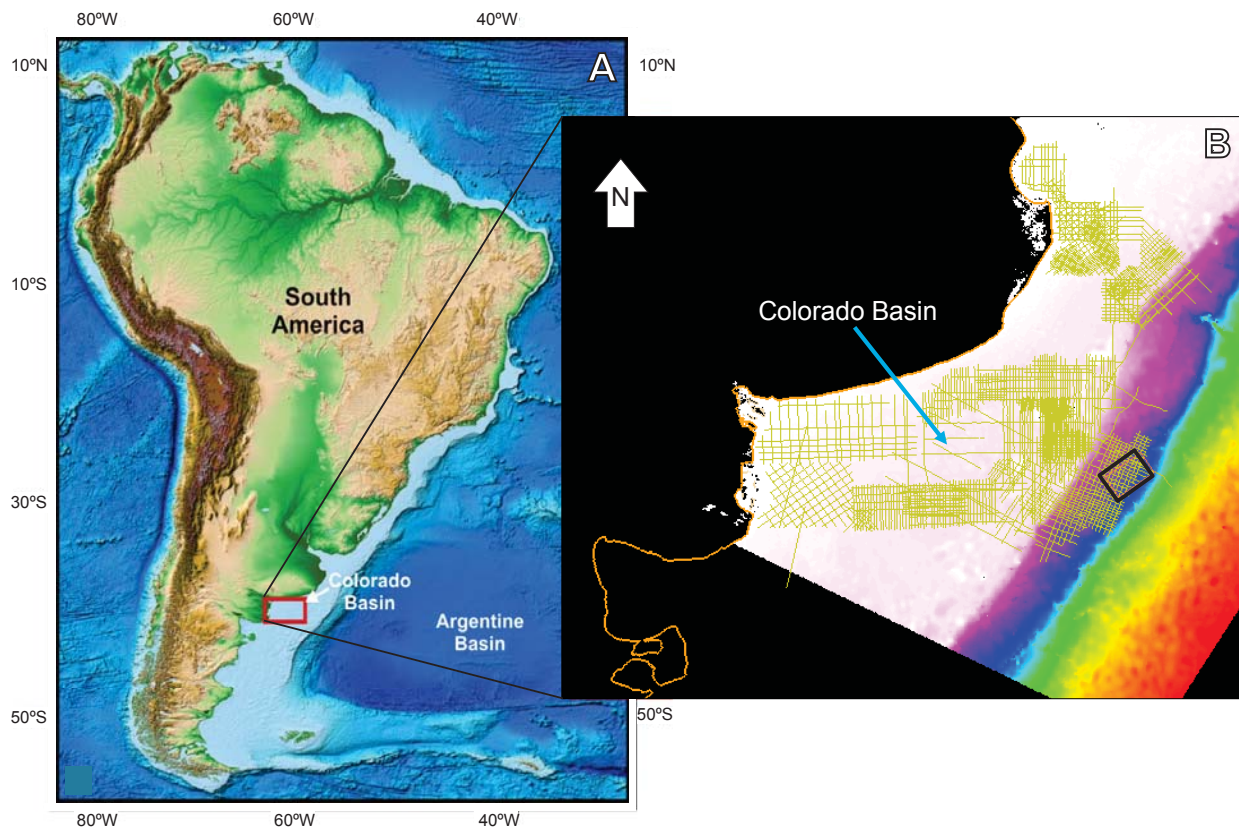 80ºW 60ºW 40ºW
10ºN
A
10ºN
B
N
10ºS
South
America
Colorado Basin
30ºS
Colorado
Basin
Argentine
Basin
50ºS
50ºS
80ºW 60ºW 40ºW